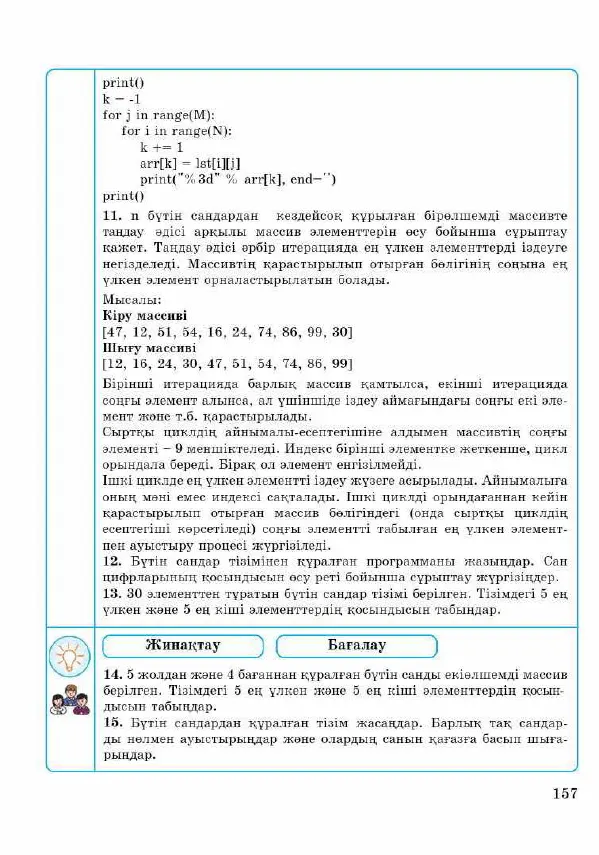 print()
k = -1
for j in range(M):
for i in range(N):
k += 1
arr[k] = lst[i][j]
print("%3d" % arr[k], end='')
print()
11. n бүтін сандардан кездейсоқ құрылған бірөлшемді массивте
таңдау әдісі арқылы массив элементтерін өсу бойынша сұрыптау
қажет. Таңдау әдісі әрбір итерацияда ең үлкен элементтерді іздеуге
негізделеді. Массивтің қарастырылып отырған бөлігінің соңына ең
үлкен элемент орналастырылатын болады.
Мысалы:
Кіру массиві
[47, 12, 51, 54, 16, 24, 74, 86, 99, 30]
Шығу массиві
[12, 16, 24, 30, 47, 51, 54, 74, 86, 99]
Бірінші итерацияда барлық массив қамтылса, екінші итерацияда
соңғы элемент алынса, ал үшіншіде іздеу аймағындағы соңғы екі эле-
мент және т.б. қарастырылады.
Сыртқы циклдің айнымалы-есептегішіне алдымен массивтің соңғы
элементі – 9 меншіктеледі. Индекс бірінші элементке жеткенше, цикл
орындала береді. Бірақ ол элемент енгізілмейді.
Ішкі циклде ең үлкен элементті іздеу жүзеге асырылады. Айнымалыға
оның мәні емес индексі сақталады. Ішкі циклді орындағаннан кейін
қарастырылып отырған массив бөлігіндегі (онда сыртқы циклдің
есептегіші көрсетіледі) соңғы элементті табылған ең үлкен элемент-
пен ауыстыру процесі жүргізіледі.
12. Бүтін сандар тізімінен құралған программаны жазыңдар. Сан
цифрларының қосындысын өсу реті бойынша сұрыптау жүргізіңдер.
13. 30 элементтен тұратын бүтін сандар тізімі берілген. Тізімдегі 5 ең
үлкен және 5 ең кіші элементтердің қосындысын табыңдар.
Жинақтау Бағалау
14. 5 жолдан және 4 бағаннан құралған бүтін санды екіөлшемді массив
берілген. Тізімдегі 5 ең үлкен және 5 ең кіші элементтердің қосын-
дысын табыңдар.
15. Бүтін сандардан құралған тізім жасаңдар. Барлық тақ сандар-
ды нөлмен ауыстырыңдар және олардың санын қағазға басып шыға-
рыңдар.
157